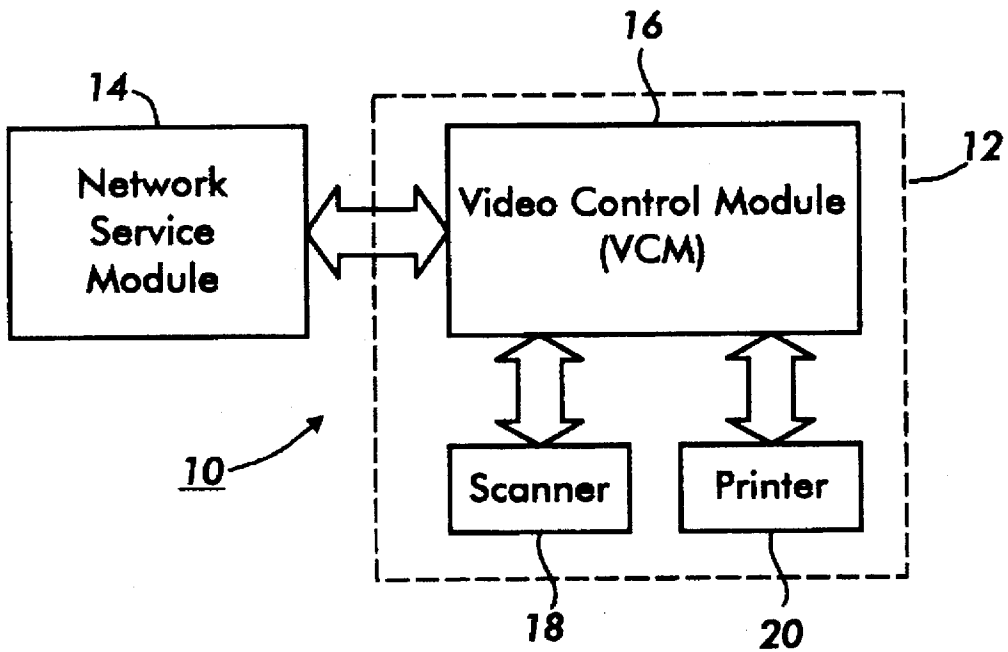 16
14
12
Network
Service
Module
Video Control Module
(VCM)
10
Scanner
Printer
18
20